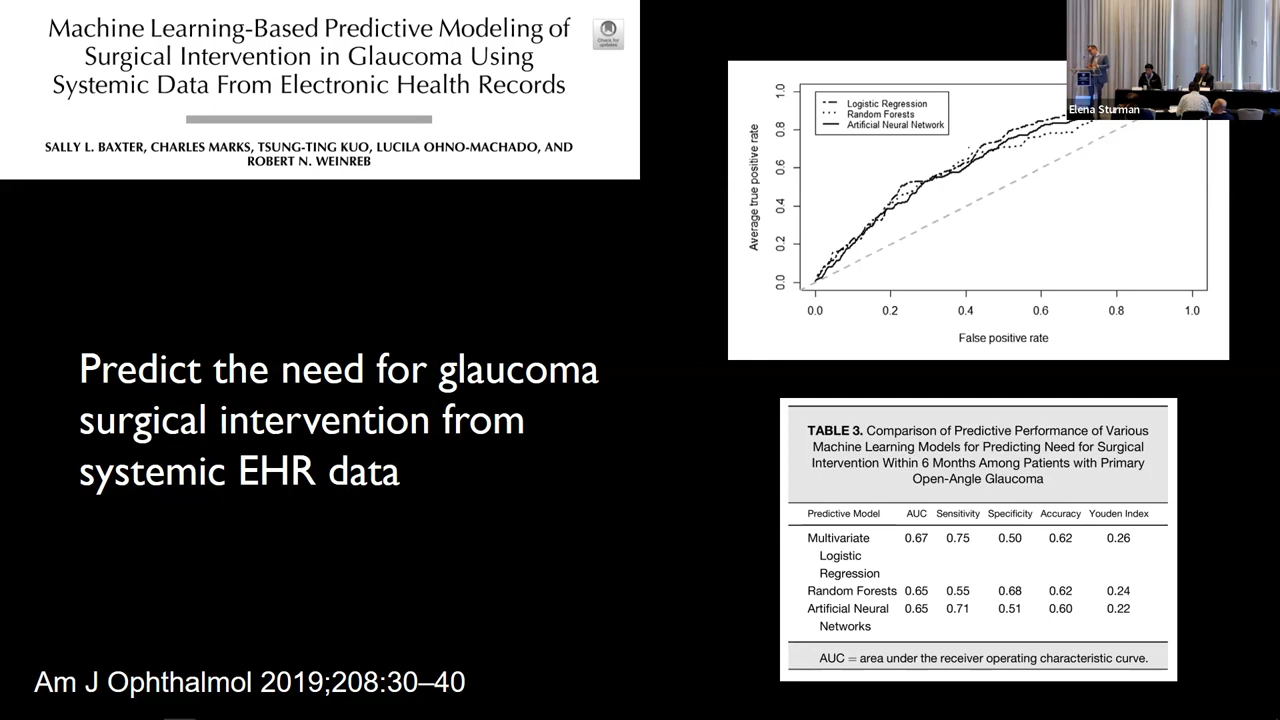 Machine Learning-Based Predictive Modeling of
Surgical Intervention in Glaucoma Using
Systemic Data From Electronic Health Records
Check for
updates
SALLY L. BAXTER, CHARLES MARKS, TSUNG-TING KUO, LUCILA OHNO-MACHADO, AND
ROBERT N. WEINREB
Predict the need for glaucoma
surgical intervention from
systemic EHR data
Am J Ophthalmol 2019;208:30–40
Elena Sturman
Logistic Regression
Random Forests
Artificial Neural Network
Average true positive rate
1.0
0.8
0.6
0.4
0.2
0.0
0.0 0.2 0.4 0.6 0.8 1.0
False positive rate
TABLE 3. Comparison of Predictive Performance of Various
Machine Learning Models for Predicting Need for Surgical
Intervention Within 6 Months Among Patients with Primary
Open-Angle Glaucoma
Predictive Model AUC Sensitivity Specificity Accuracy Youden Index
Multivariate 0.67 0.75 0.50 0.62 0.26
Logistic
Regression
Random Forests 0.65 0.55 0.68 0.62 0.24
Artificial Neural 0.65 0.71 0.51 0.60 0.22
Networks
AUC = area under the receiver operating characteristic curve.